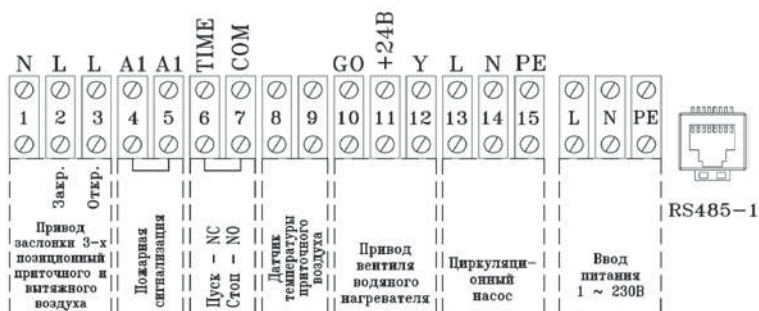 N L L A1 A1 TIME COM GO +24В Y L N PE
1 2 3 4 5 6 7 8 9 10 11 12 13 14 15 L N PE
RS485-1
Закр.
Откр.
Привод
заслонки 3-х
позиционный
приточного и
вытяжного
воздуха
Пожарная
сигнализация
Пуск - NC
Стоп - NO
Датчик
температуры
приточного
воздуха
Привод
вентиля
водяного
нагревателя
Циркуляци-
онный
насос
Ввод
питания
1 ~ 230В